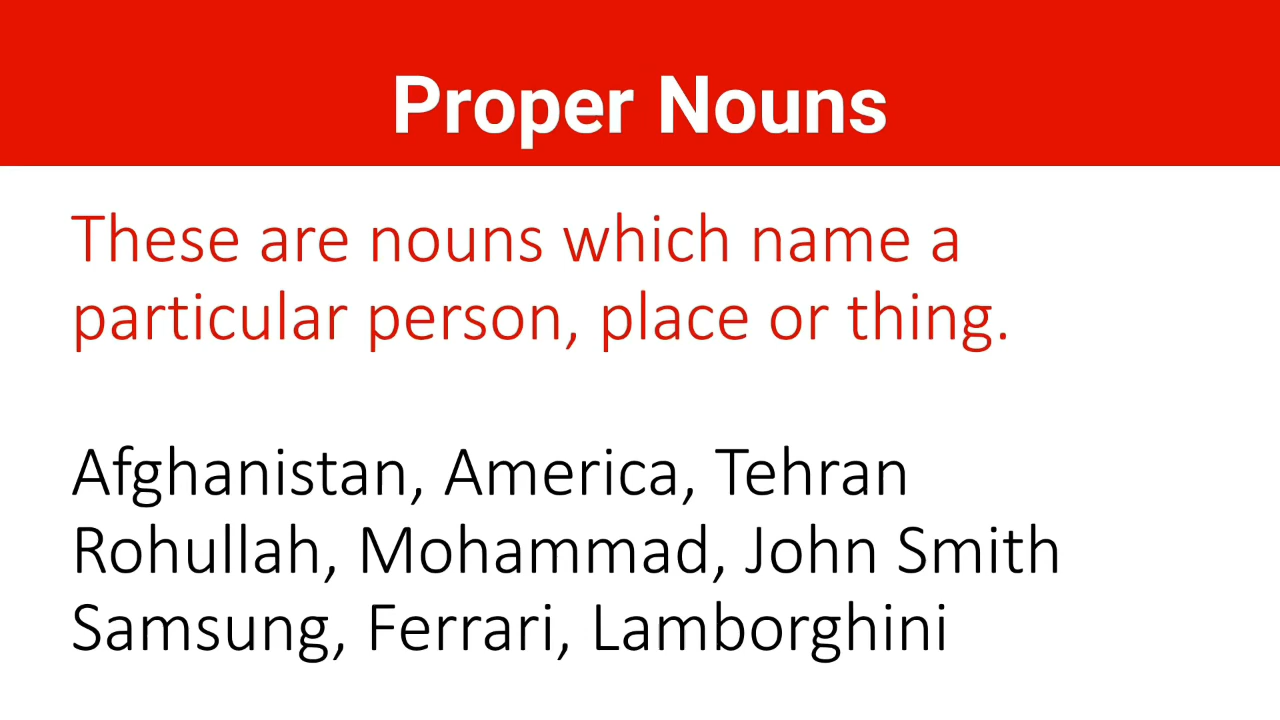 Proper Nouns
These are nouns which name a
particular person, place or thing.
Afghanistan, America, Tehran
Rohullah, Mohammad, John Smith
Samsung, Ferrari, Lamborghini